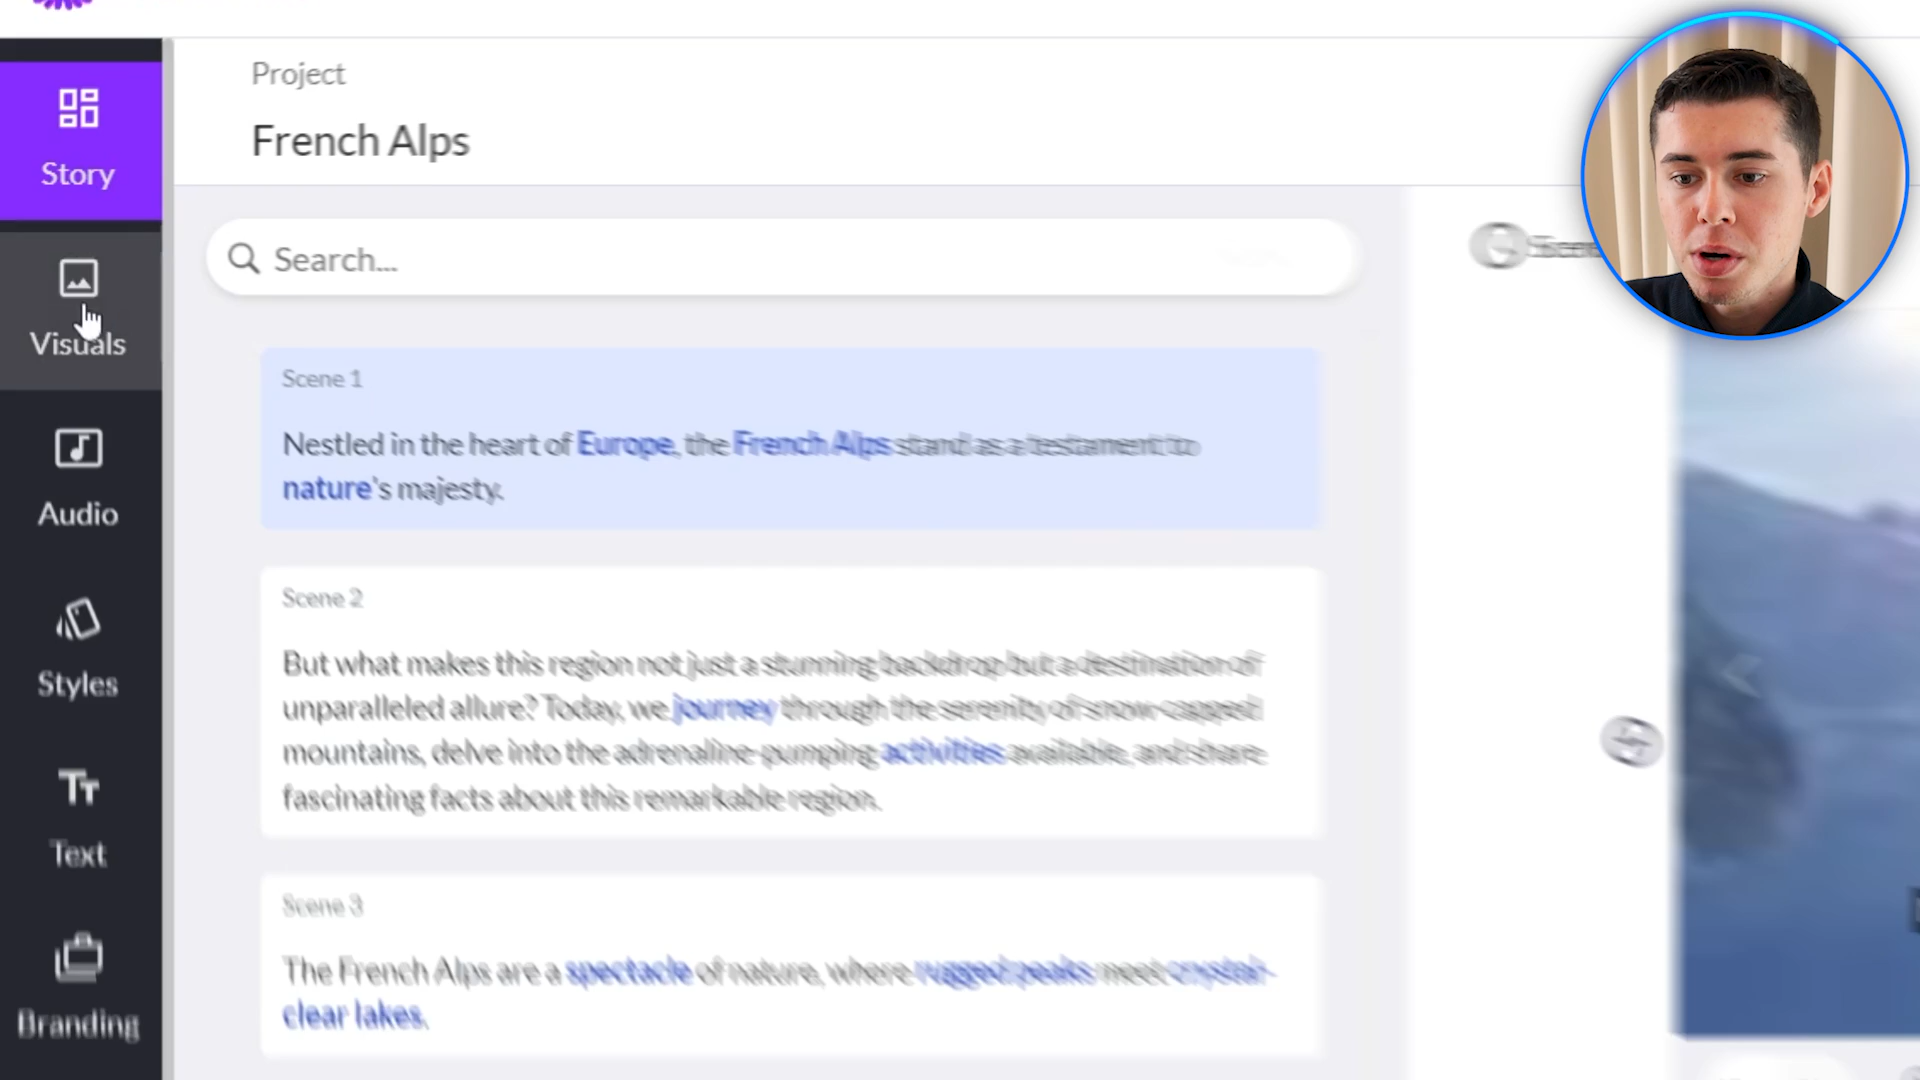 Project
French Alps
Story
Search...
Visuals
Scene 1
Nestled in the heart of Europe, the French Alps stand as a testament to
nature's majesty.
Audio
Scene 2
But what makes this region not just a stunning backdrop but a destination of
unparalleled allure? Today, we journey through the serenity of snow-capped
mountains, delve into the adrenaline-pumping activities available, and share
fascinating facts about this remarkable region.
Styles
Text
Scene 3
The French Alps are a spectacle of nature, where rugged peaks meet crystal-
clear lakes.
Branding